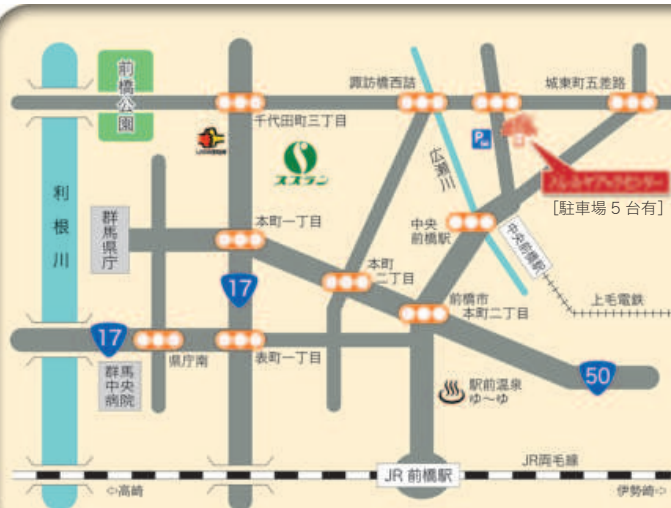 前橋公園
諏訪橋西詰
城東町五差路
千代田町三丁目
P
スズラン
広瀬川
[駐車場5台有]
利根川
群馬県庁
本町一丁目
中央
前橋駅
中央前橋駅
17
本町
二丁目
前橋市
本町二丁目
上毛電鉄
17
県庁南
表町一丁目
50
群馬
中央
病院
駅前温泉
ゆ〜ゆ
JR両毛線
JR 前橋駅
⇦高崎
伊勢崎⇨